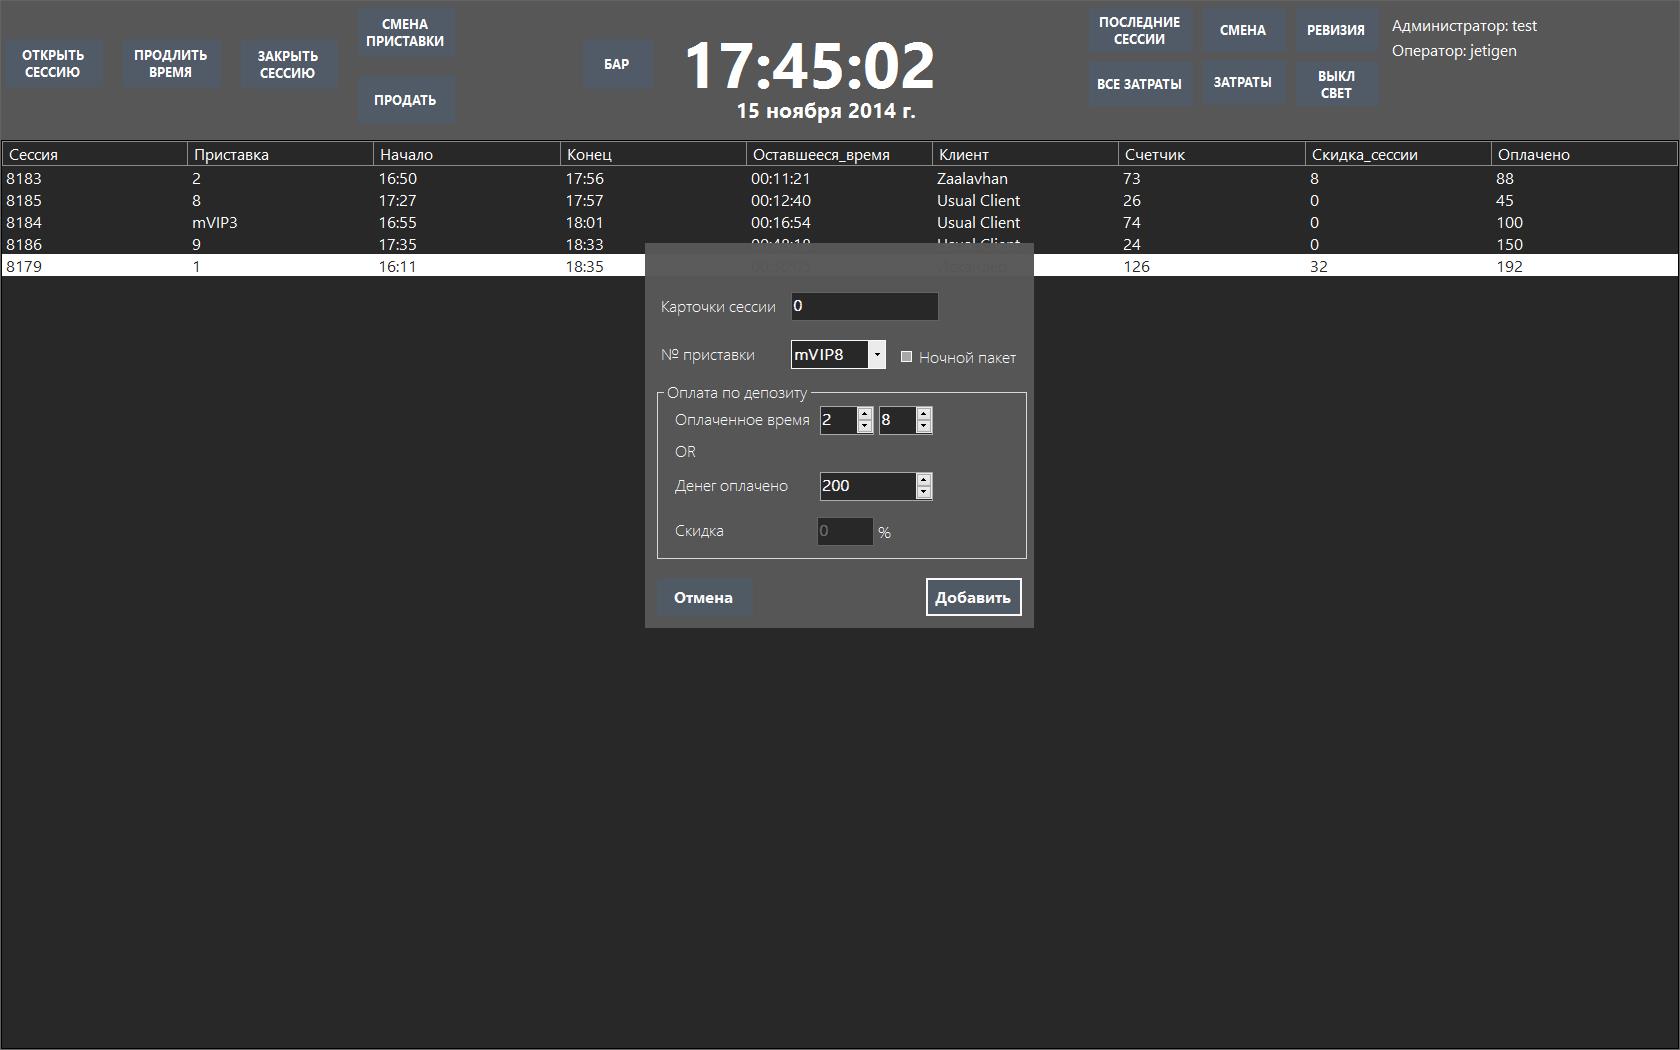 ОТКРЫТЬ
СЕССИЮ
ПРОДЛИТЬ
ВРЕМЯ
ЗАКРЫТЬ
СЕССИЮ
СМЕНА
ПРИСТАВКИ
ПРОДАТЬ
БАР
17:45:02
15 ноября 2014 г.
ПОСЛЕДНИЕ
СЕССИИ
СМЕНА
РЕВИЗИЯ
ВСЕ ЗАТРАТЫ
ЗАТРАТЫ
ВЫКЛ
СВЕТ
Администратор: test
Оператор: jetigen
Сессия Приставка Начало Конец Оставшееся_время Клиент Счетчик Скидка_сессии Оплачено
8183 2 16:50 17:56 00:11:21 Zaalavhan 73 8 88
8185 8 17:27 17:57 00:12:40 Usual Client 26 0 45
8184 mVIP3 16:55 18:01 00:16:54 Usual Client 74 0 100
8186 9 17:35 18:33 00:48:18 Usual Client 24 0 150
8179 1 16:11 18:35 126 32 192
Карточки сессии 0
№ приставки mVIP8 Ночной пакет
Оплата по депозиту
Оплаченное время 2 8
OR
Денег оплачено 200
Скидка 0 %
Отмена Добавить